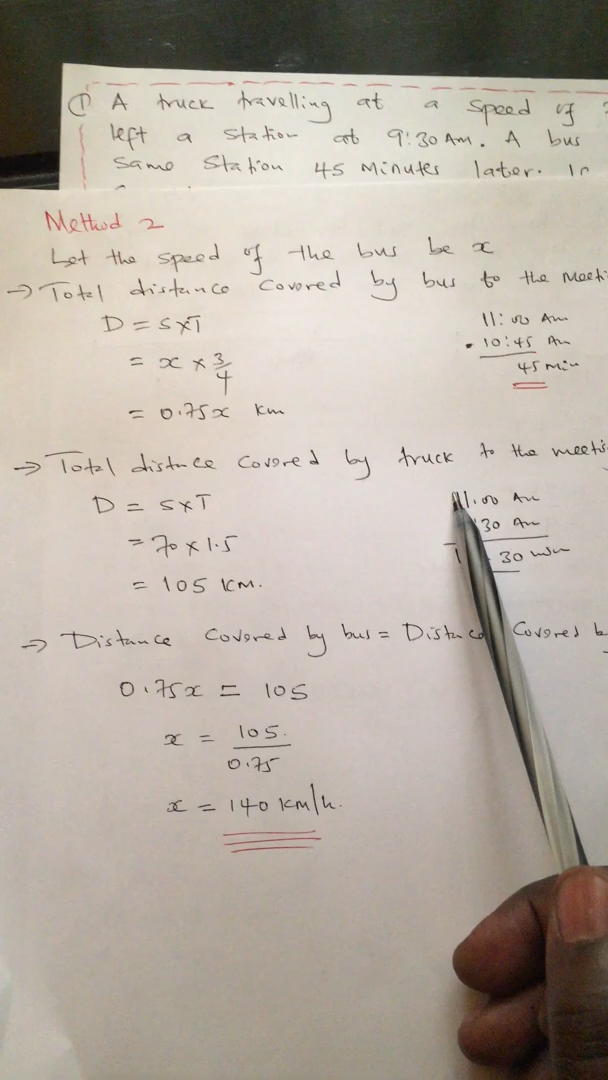 ① A truck travelling at a speed of
left a station at 9:30 Am. A bus
same station 45 minutes later. In
Method 2
Let the speed of the bus be x
→ Total distance covered by bus to the
D = S×T
= x × 3/4
= 0.75x km
11:00 Am
10:45 Am
45 min
→ Total distance covered by truck to the
D = S×T
= 70 × 1.5
= 105 KM.
11:00 Am
30 Am
30 min
→ Distance covered by bus = Distance Covered
0.75x = 105
x = 105/0.75
x = 140 km/h.